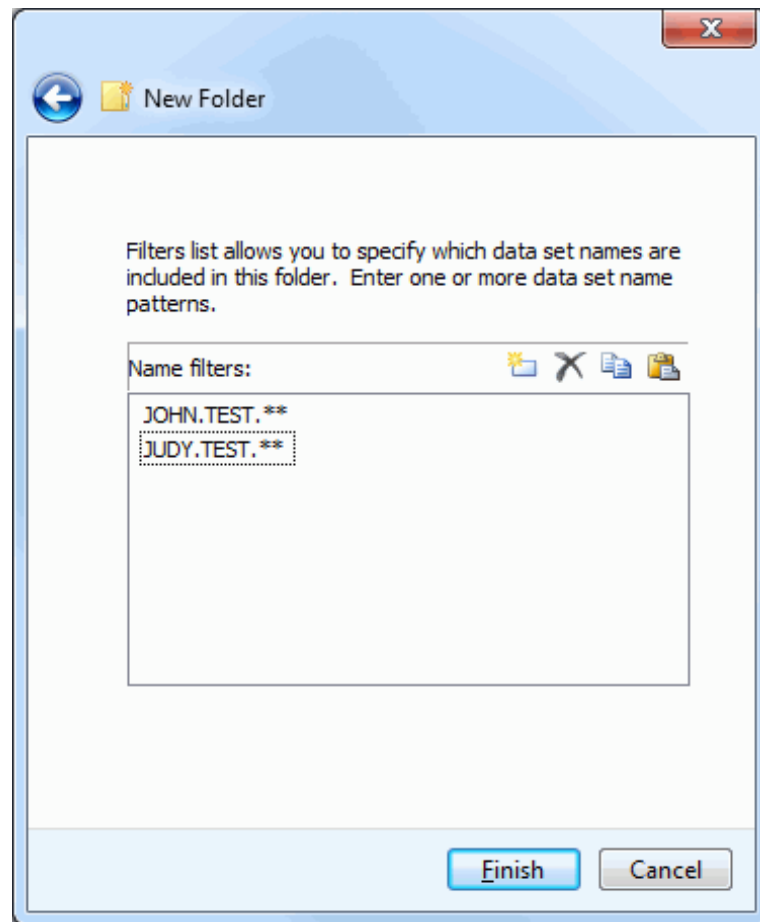 New Folder
Filters list allows you to specify which data set names are
included in this folder.  Enter one or more data set name
patterns.
Name filters:
JOHN.TEST.**
JUDY.TEST.**
Finish
Cancel